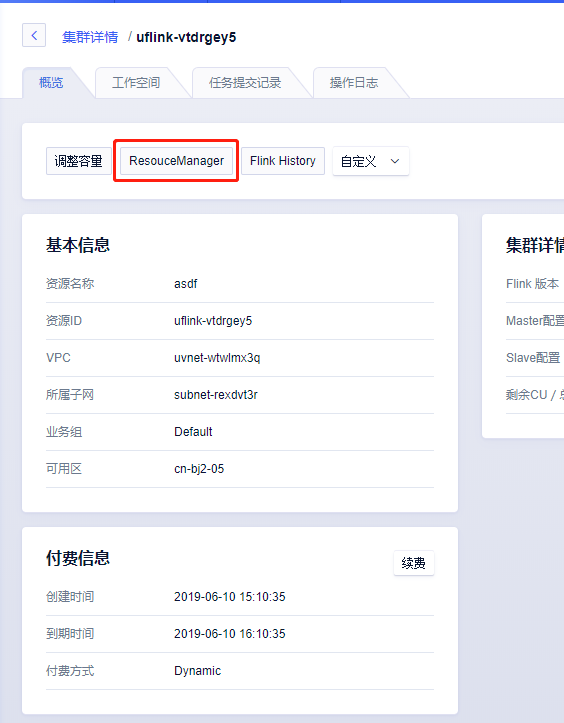 集群详情 / uflink-vtdrgey5
概览 工作空间 任务提交记录 操作日志
调整容量 ResouceManager Flink History 自定义
基本信息
资源名称 asdf
资源ID uflink-vtdrgey5
VPC uvnet-wtwlmx3q
所属子网 subnet-rexdvt3r
业务组 Default
可用区 cn-bj2-05
集群详情
Flink 版本
Master配置
Slave配置
剩余CU / 总
付费信息 续费
创建时间 2019-06-10 15:10:35
到期时间 2019-06-10 16:10:35
付费方式 Dynamic